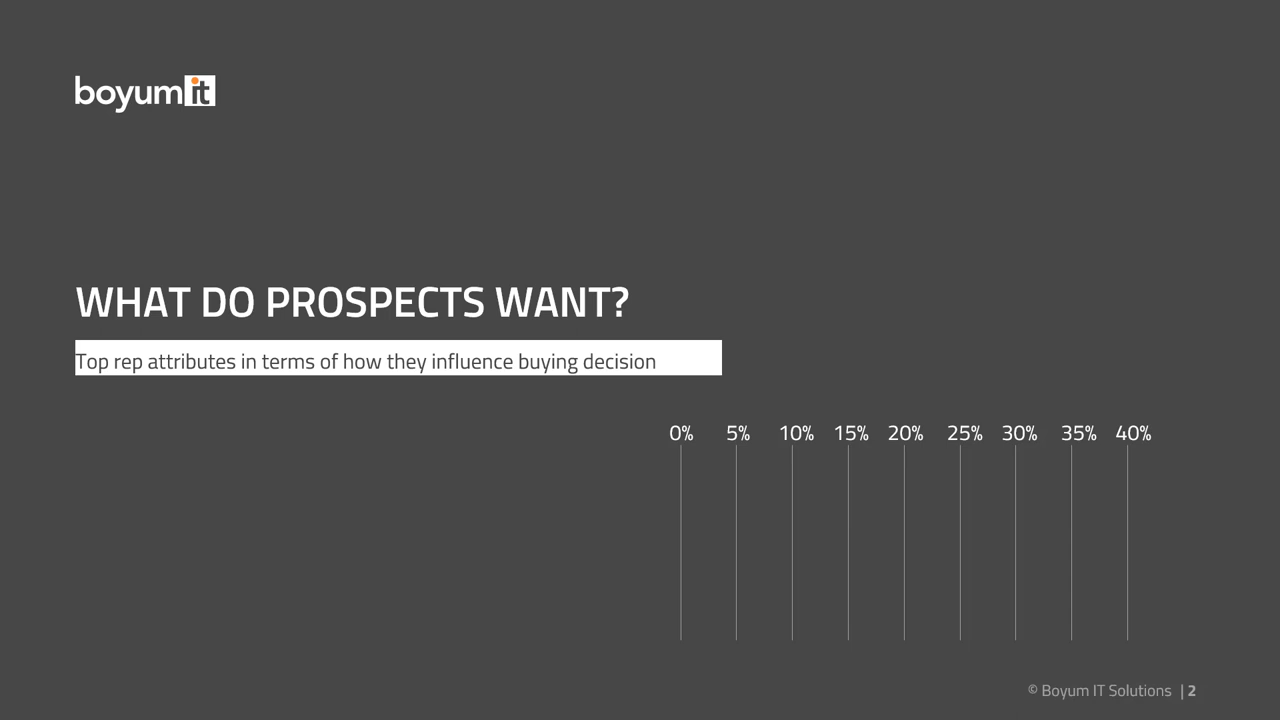 boyumit
WHAT DO PROSPECTS WANT?
Top rep attributes in terms of how they influence buying decision
0% 5% 10% 15% 20% 25% 30% 35% 40%
© Boyum IT Solutions | 2